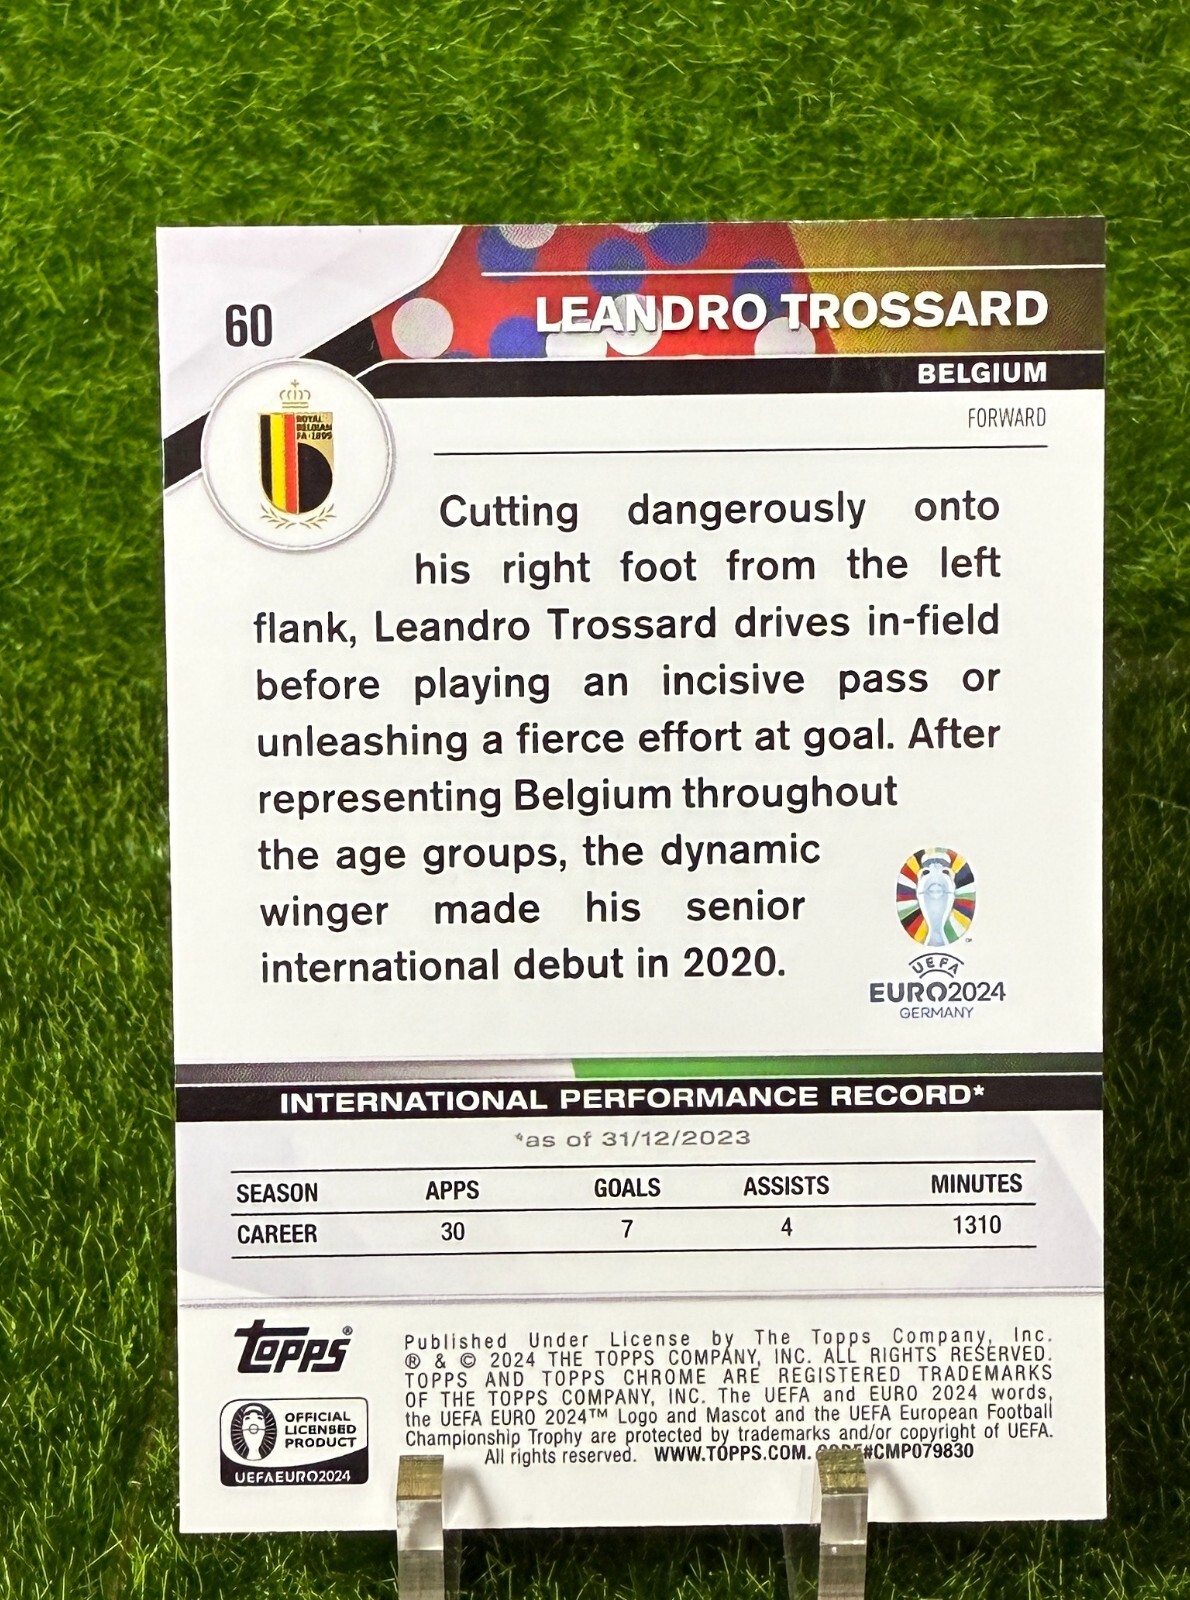 60
LEANDRO TROSSARD
BELGIUM
FORWARD
ROYAL
BELGIAN
FA·1895
Cutting dangerously onto
his right foot from the left
flank, Leandro Trossard drives in-field
before playing an incisive pass or
unleashing a fierce effort at goal. After
representing Belgium throughout
the age groups, the dynamic
winger made his senior
international debut in 2020.
UEFA
EURO2024
GERMANY
INTERNATIONAL PERFORMANCE RECORD*
*as of 31/12/2023
SEASON APPS GOALS ASSISTS MINUTES
CAREER 30 7 4 1310
Topps®
OFFICIAL
LICENSED
PRODUCT
UEFAEURO2024
Published Under License by The Topps Company, Inc.
® & © 2024 THE TOPPS COMPANY, INC. ALL RIGHTS RESERVED.
TOPPS AND TOPPS CHROME ARE REGISTERED TRADEMARKS
OF THE TOPPS COMPANY, INC. The UEFA and EURO 2024 words,
the UEFA EURO 2024™ Logo and Mascot and the UEFA European Football
Championship Trophy are protected by trademarks and/or copyright of UEFA.
All rights reserved. WWW.TOPPS.COM. #CMP079830